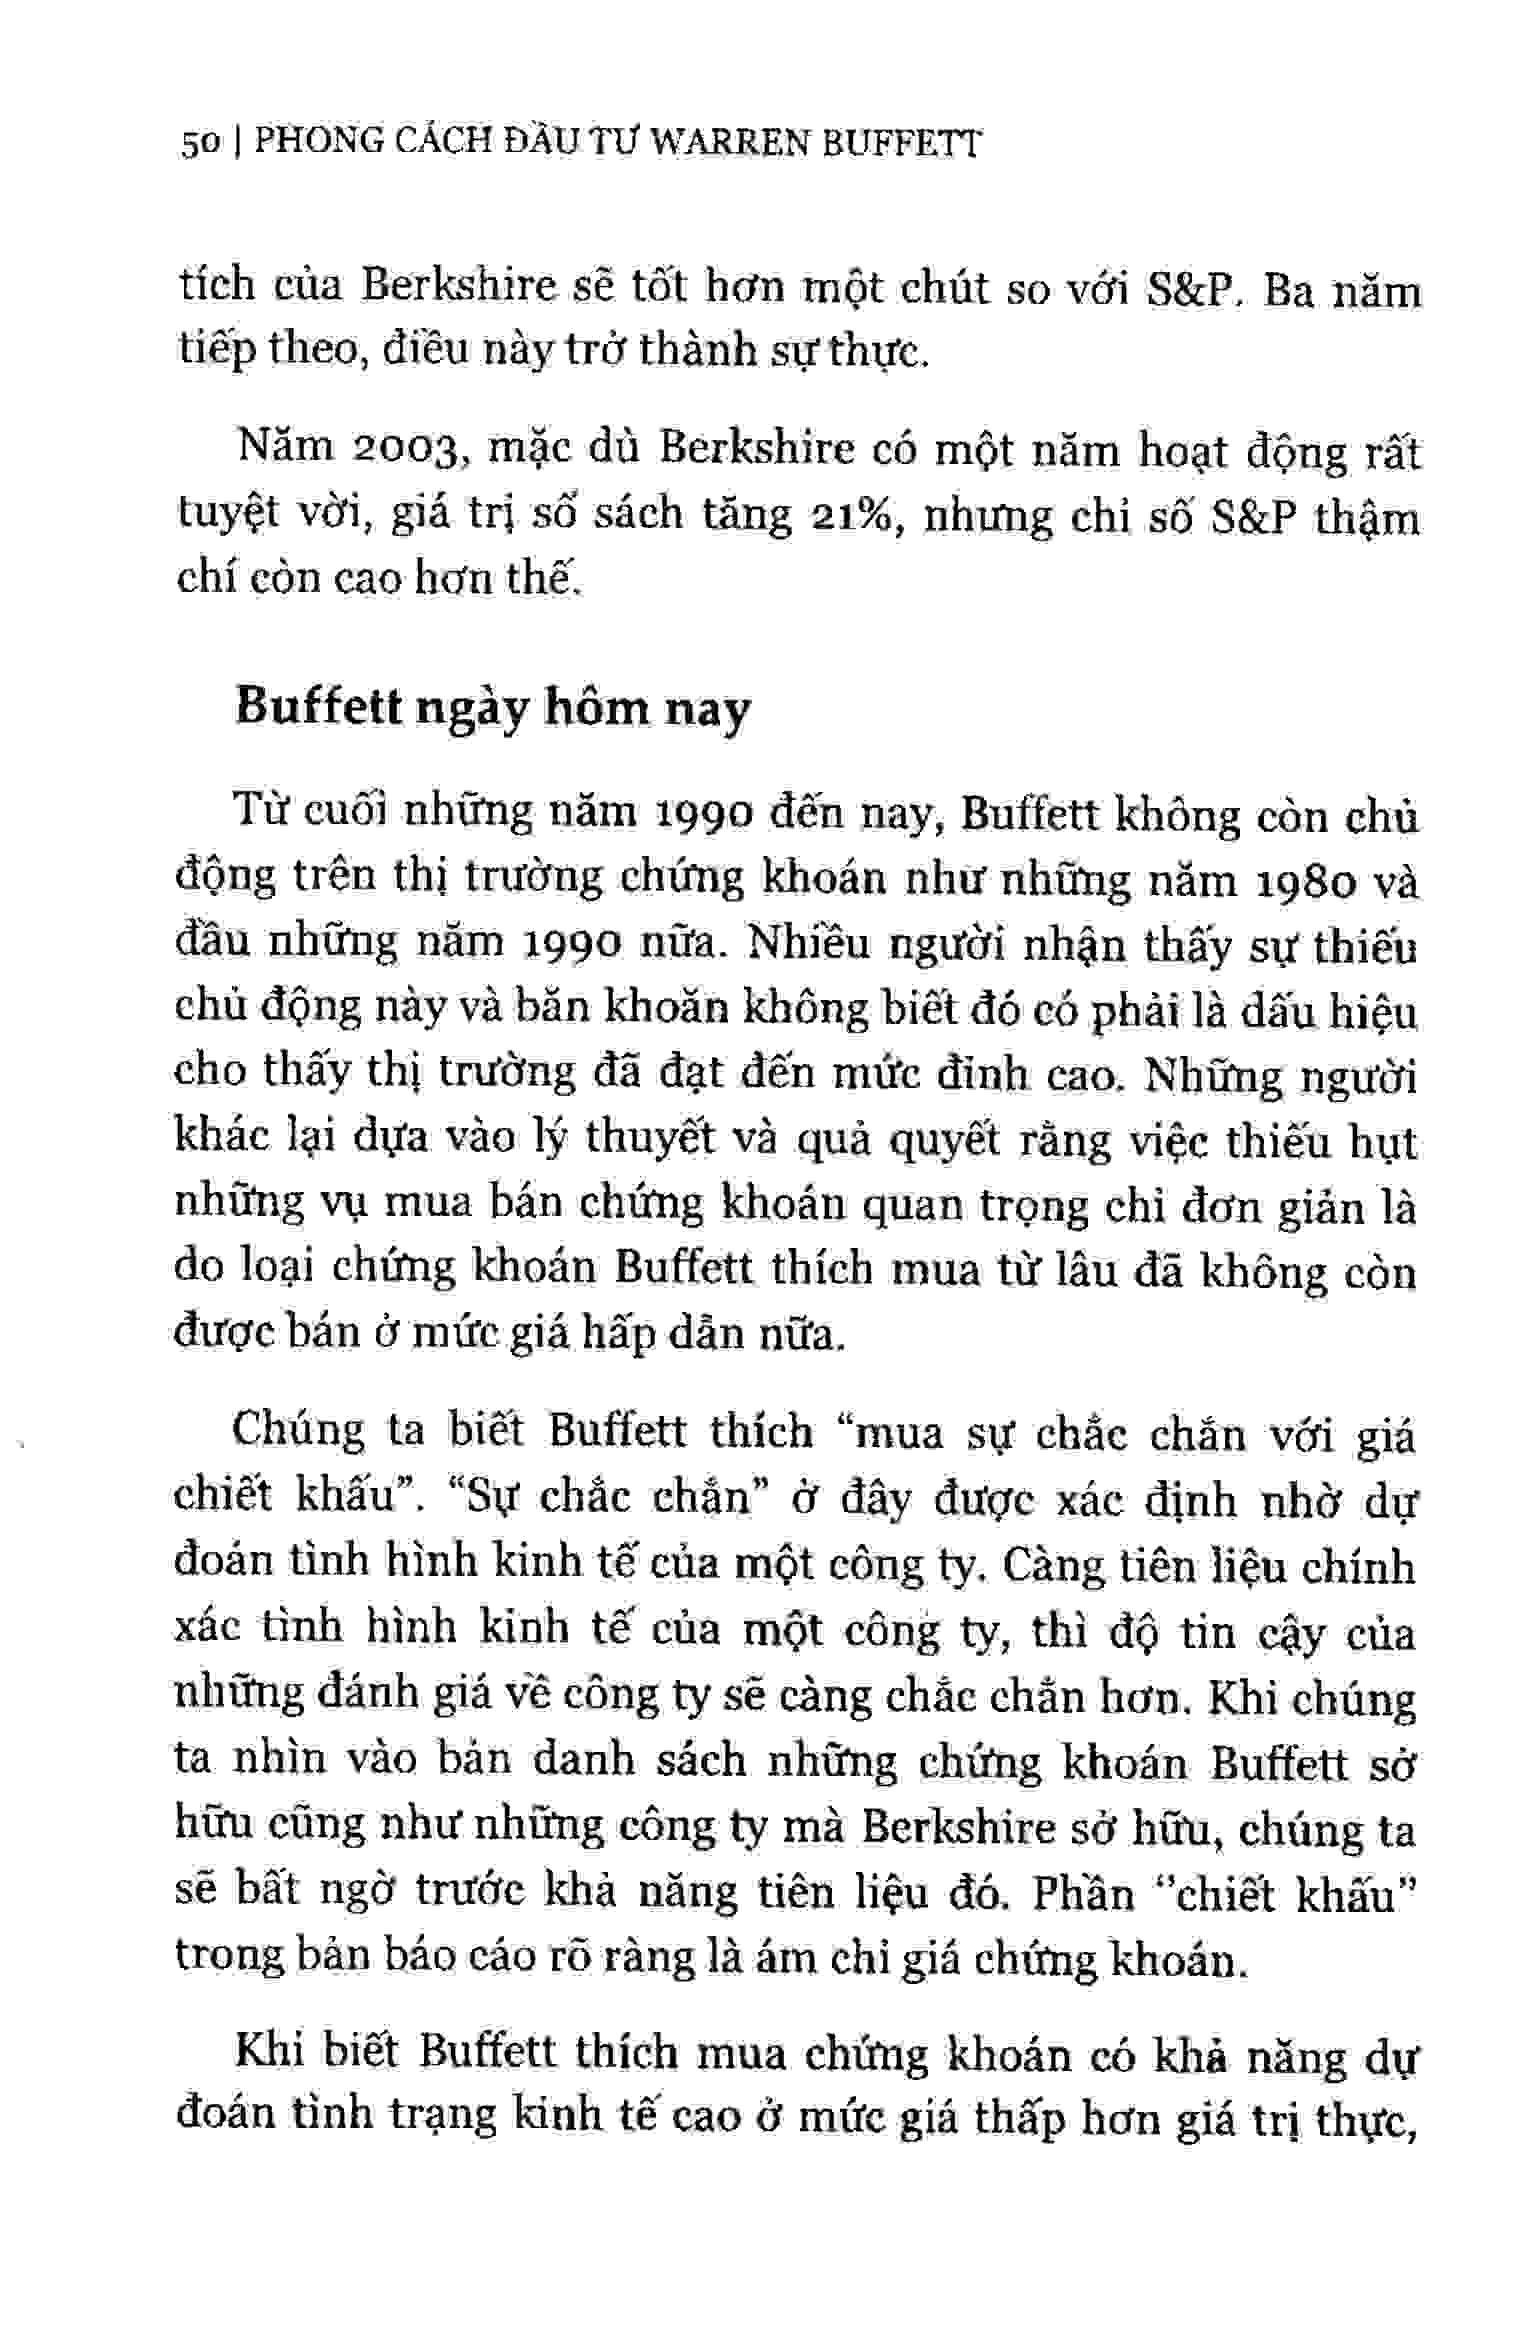 50 | PHONG CÁCH ĐẦU TƯ WARREN BUFFETT
tích của Berkshire sẽ tốt hơn một chút so với S&P. Ba năm
tiếp theo, điều này trở thành sự thực.
Năm 2003, mặc dù Berkshire có một năm hoạt động rất
tuyệt vời, giá trị sổ sách tăng 21%, nhưng chỉ số S&P thậm
chí còn cao hơn thế.
Buffett ngày hôm nay
Từ cuối những năm 1990 đến nay, Buffett không còn chủ
động trên thị trường chứng khoán như những năm 1980 và
đầu những năm 1990 nữa. Nhiều người nhận thấy sự thiếu
chủ động này và băn khoăn không biết đó có phải là dấu hiệu
cho thấy thị trường đã đạt đến mức đỉnh cao. Những người
khác lại dựa vào lý thuyết và quả quyết rằng việc thiếu hụt
những vụ mua bán chứng khoán quan trọng chỉ đơn giản là
do loại chứng khoán Buffett thích mua từ lâu đã không còn
được bán ở mức giá hấp dẫn nữa.
Chúng ta biết Buffett thích “mua sự chắc chắn với giá
chiết khấu”. “Sự chắc chắn” ở đây được xác định nhờ dự
đoán tình hình kinh tế của một công ty. Càng tiên liệu chính
xác tình hình kinh tế của một công ty, thì độ tin cậy của
những đánh giá về công ty sẽ càng chắc chắn hơn. Khi chúng
ta nhìn vào bản danh sách những chứng khoán Buffett sở
hữu cũng như những công ty mà Berkshire sở hữu, chúng ta
sẽ bất ngờ trước khả năng tiên liệu đó. Phần “chiết khấu”
trong bản báo cáo rõ ràng là ám chỉ giá chứng khoán.
Khi biết Buffett thích mua chứng khoán có khả năng dự
đoán tình trạng kinh tế cao ở mức giá thấp hơn giá trị thực,